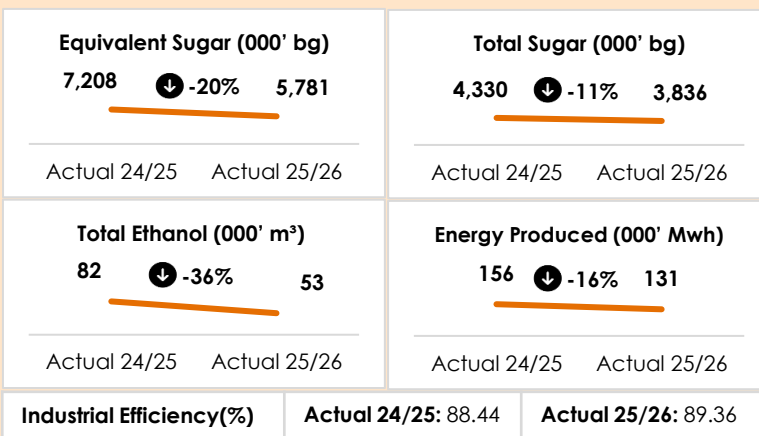 Equivalent Sugar (000' bg)
7,208 -20% 5,781
Actual 24/25 Actual 25/26
Total Sugar (000' bg)
4,330 -11% 3,836
Actual 24/25 Actual 25/26
Total Ethanol (000' m³)
82 -36% 53
Actual 24/25 Actual 25/26
Energy Produced (000' Mwh)
156 -16% 131
Actual 24/25 Actual 25/26
Industrial Efficiency(%) Actual 24/25: 88.44 Actual 25/26: 89.36